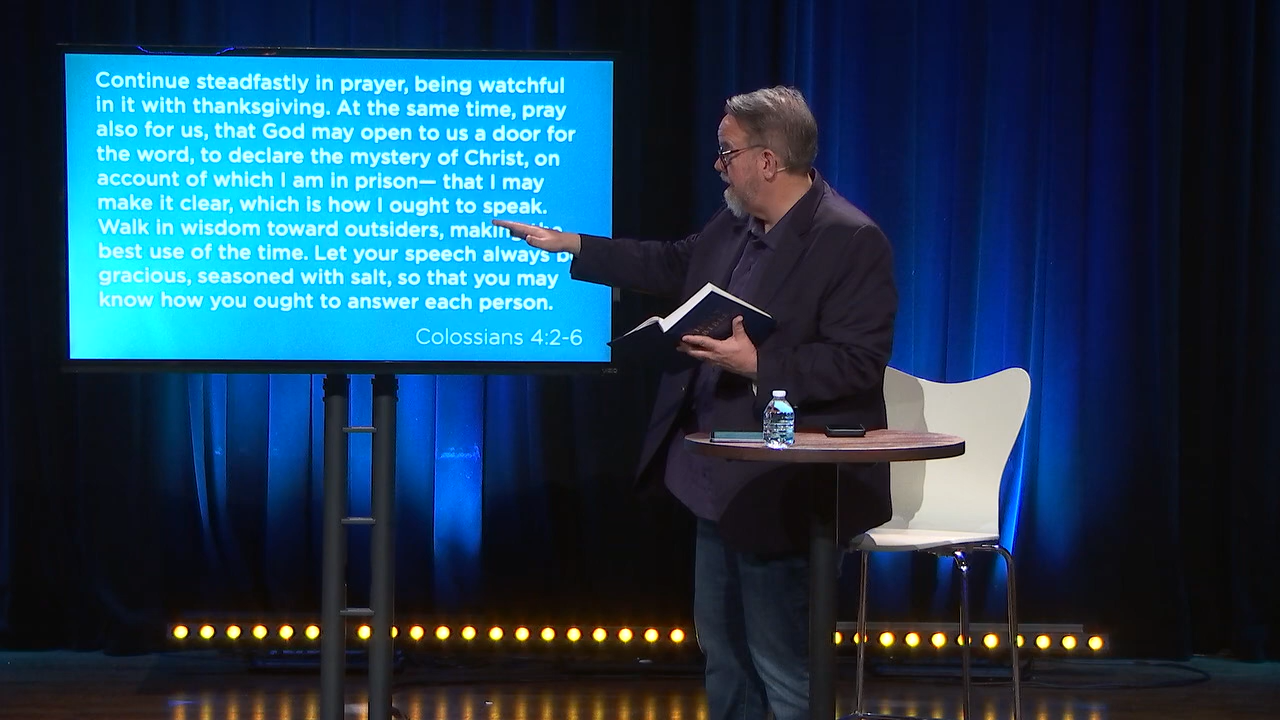 Continue steadfastly in prayer, being watchful
in it with thanksgiving. At the same time, pray
also for us, that God may open to us a door for
the word, to declare the mystery of Christ, on
account of which I am in prison— that I may
make it clear, which is how I ought to speak.
Walk in wisdom toward outsiders, making the
best use of the time. Let your speech always
gracious, seasoned with salt, so that you may
know how you ought to answer each person.
Colossians 4:2-6